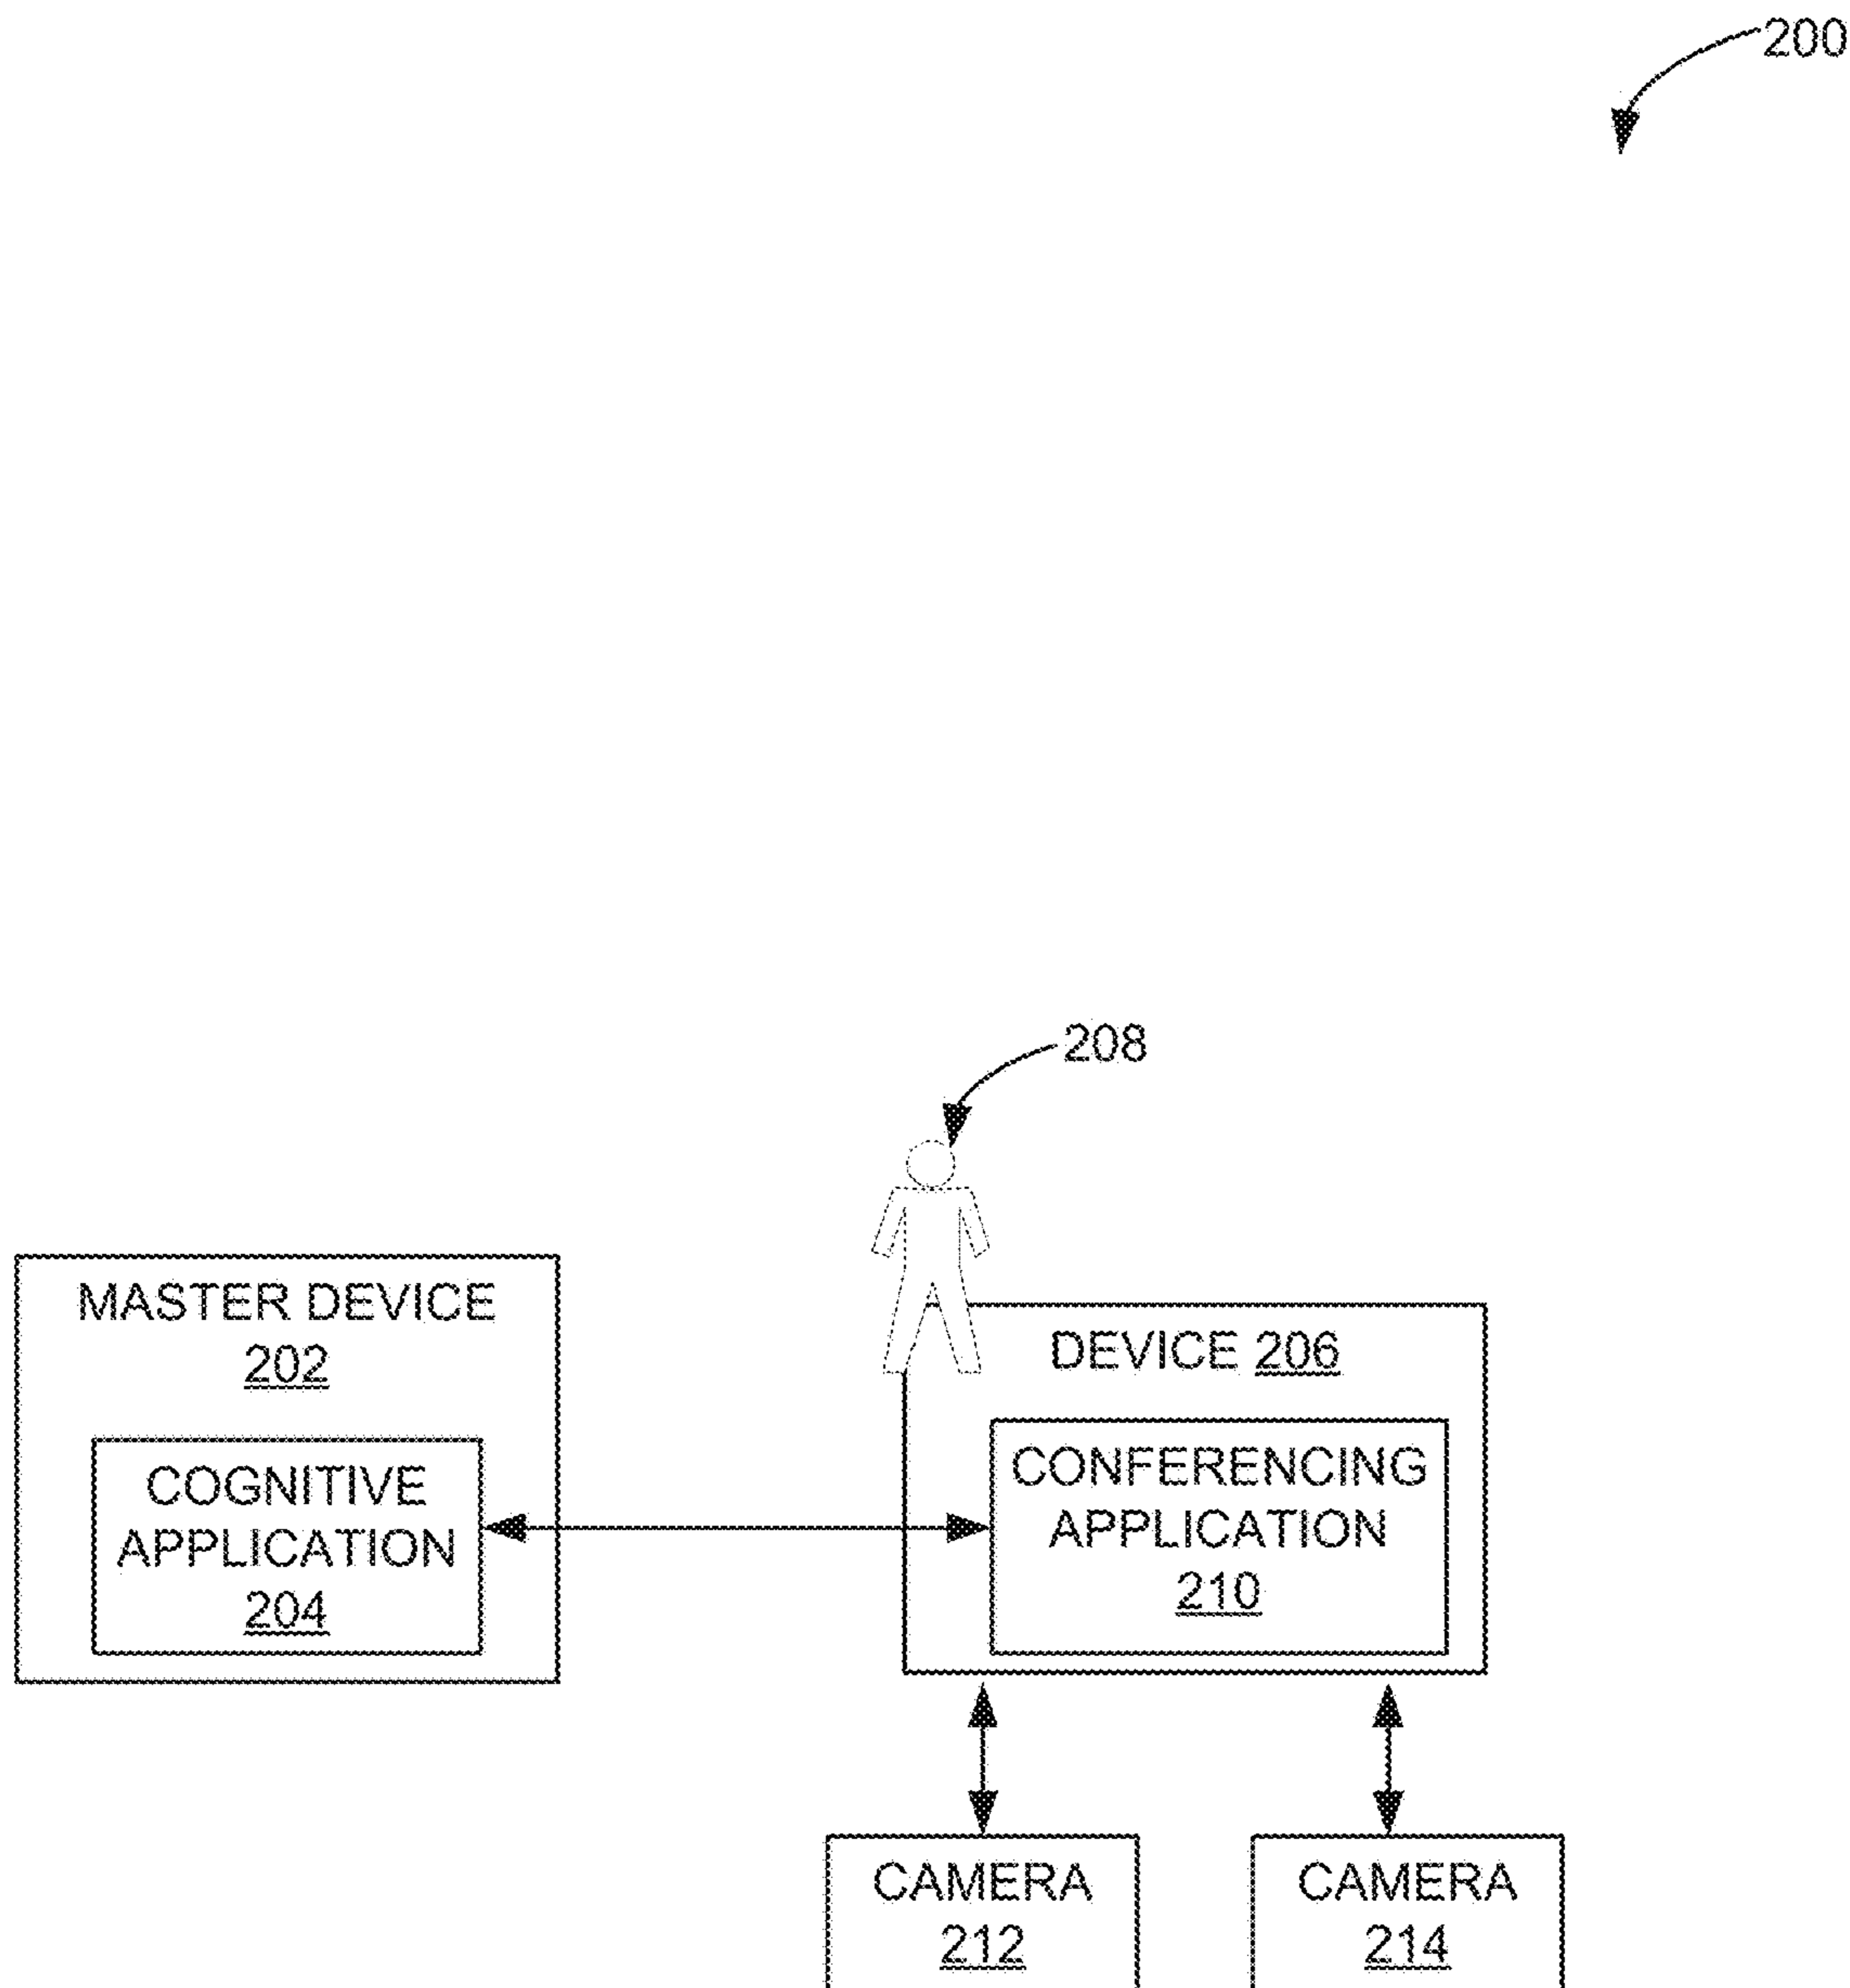 200
208
MASTER DEVICE
202
COGNITIVE
APPLICATION
204
DEVICE 206
CONFERENCING
APPLICATION
210
CAMERA
212
CAMERA
214